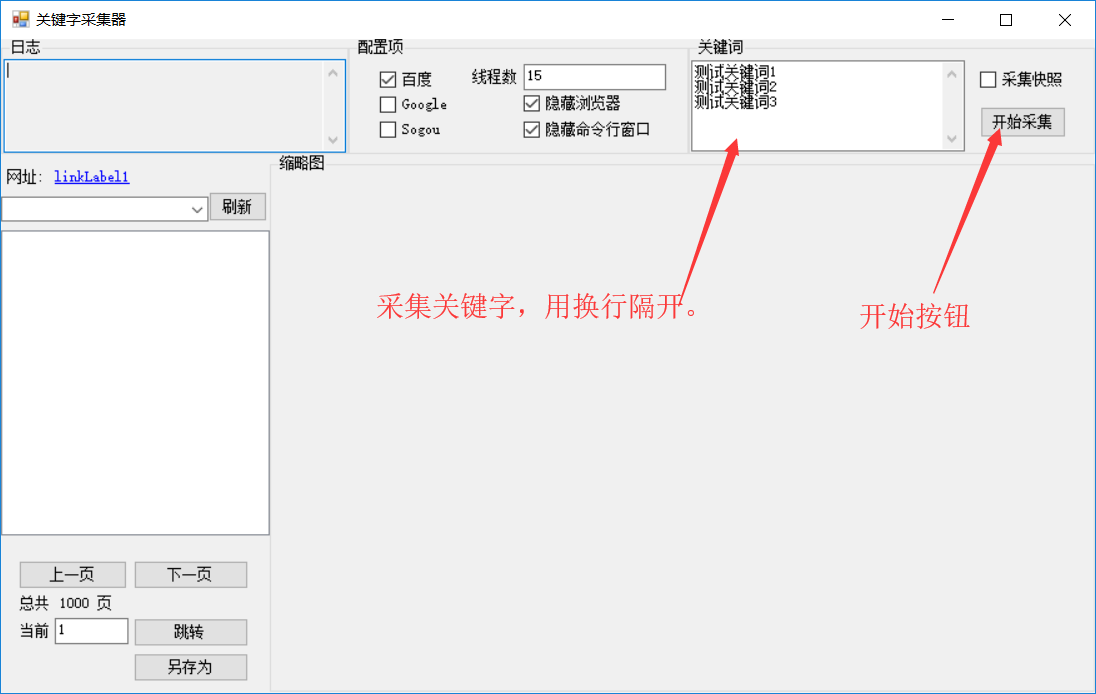 关键字采集器
日志
配置项
关键词
百度
线程数
15
测试关键词1
测试关键词2
测试关键词3
采集快照
Google
隐藏浏览器
Sogou
隐藏命令行窗口
开始采集
网址:
linkLabel1
缩略图
刷新
采集关键字，用换行隔开。
开始按钮
上一页
下一页
总共 1000 页
当前
1
跳转
另存为